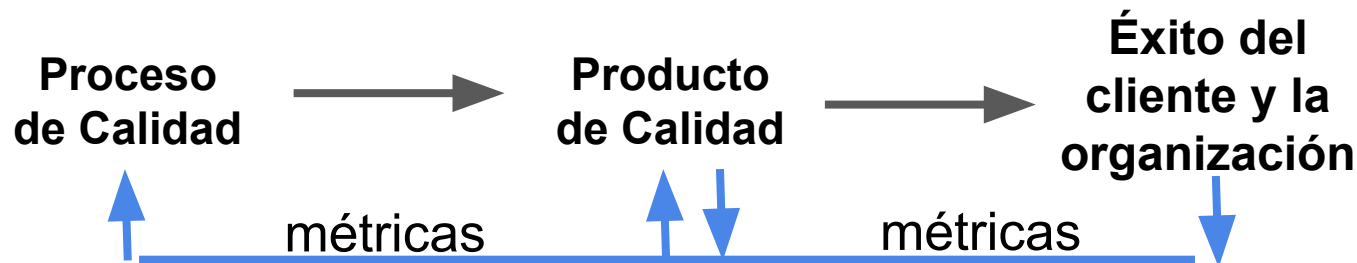 Proceso
de Calidad
Producto
de Calidad
Éxito del
cliente y la
organización
métricas
métricas